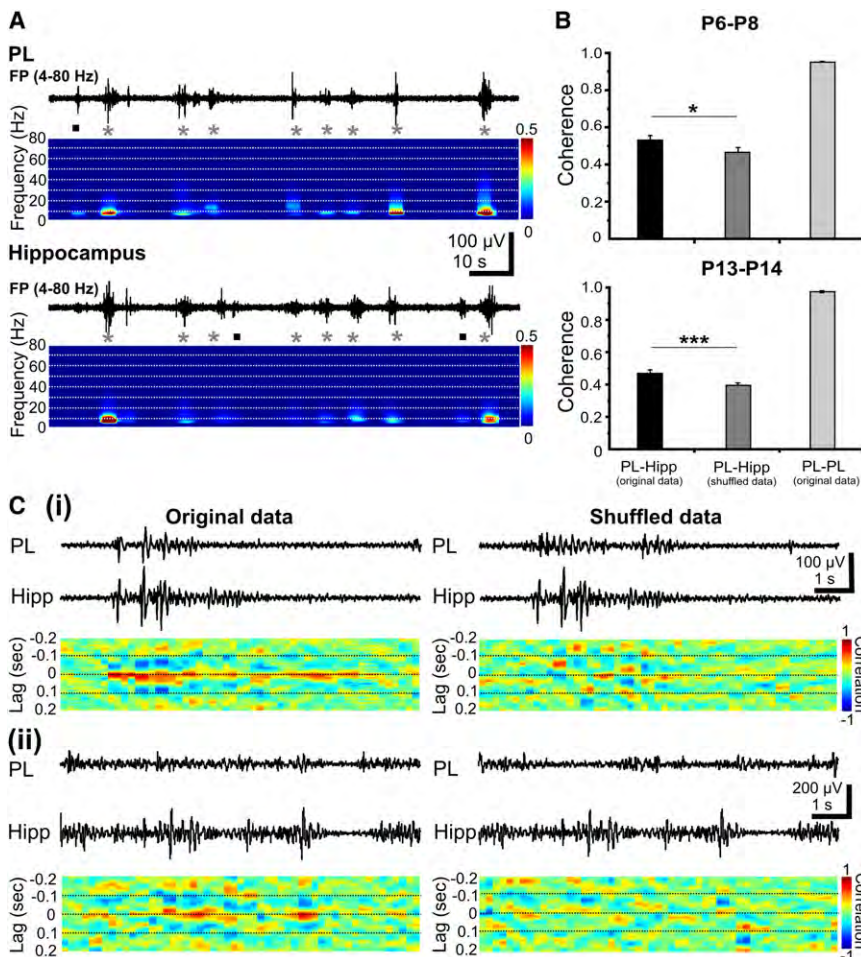 A
PL
FP (4-80 Hz)
* * * * * * * *
Frequency (Hz)
80
60
40
20
0
0.5
0
100 µV
10 s
Hippocampus
FP (4-80 Hz)
* * * * * * * *
Frequency (Hz)
80
60
40
20
0
0.5
0
B
P6-P8
Coherence
1.0
0.8
0.6
0.4
0.2
0
*
P13-P14
Coherence
1.0
0.8
0.6
0.4
0.2
0
***
PL-Hipp
(original data)
PL-Hipp
(shuffled data)
PL-PL
(original data)
C (i)
Original data
Shuffled data
PL
Hipp
PL
Hipp
100 µV
1 s
Lag (sec)
-0.2
-0.1
0
0.1
0.2
-0.2
-0.1
0
0.1
0.2
1
-1
Correlation
(ii)
PL
Hipp
PL
Hipp
200 µV
1 s
Lag (sec)
-0.2
-0.1
0
0.1
0.2
-0.2
-0.1
0
0.1
0.2
1
-1
Correlation